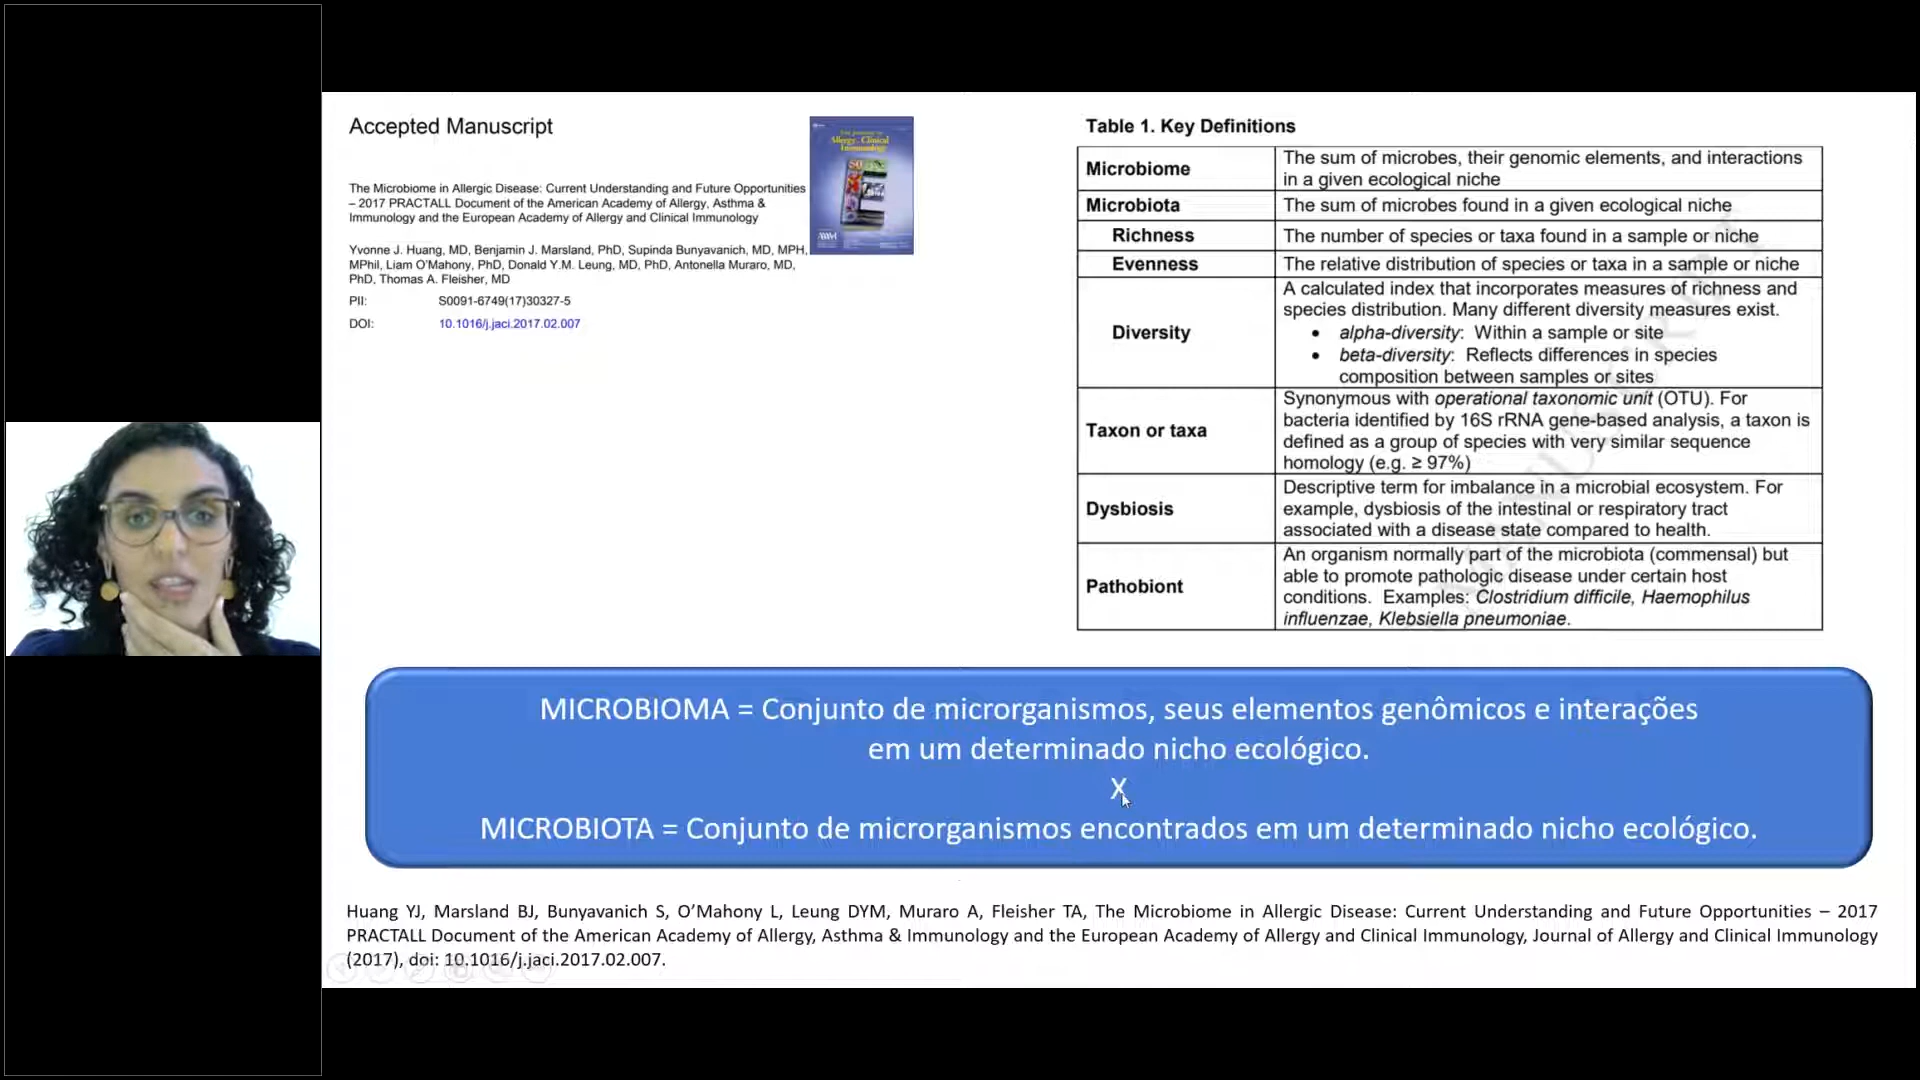 Accepted Manuscript
The Microbiome in Allergic Disease: Current Understanding and Future Opportunities
– 2017 PRACTALL Document of the American Academy of Allergy, Asthma &
Immunology and the European Academy of Allergy and Clinical Immunology
Yvonne J. Huang, MD, Benjamin J. Marsland, PhD, Supinda Bunyavanich, MD, MPH,
MPhil, Liam O'Mahony, PhD, Donald Y.M. Leung, MD, PhD, Antonella Muraro, MD,
PhD, Thomas A. Fleisher, MD
PII: S0091-6749(17)30327-5
DOI: 10.1016/j.jaci.2017.02.007
Allergy Clinical
Immunology
50
Table 1. Key Definitions
Microbiome
The sum of microbes, their genomic elements, and interactions
in a given ecological niche
Microbiota
The sum of microbes found in a given ecological niche
Richness
The number of species or taxa found in a sample or niche
Evenness
The relative distribution of species or taxa in a sample or niche
Diversity
A calculated index that incorporates measures of richness and
species distribution. Many different diversity measures exist.
• alpha-diversity: Within a sample or site
• beta-diversity: Reflects differences in species
composition between samples or sites
Taxon or taxa
Synonymous with operational taxonomic unit (OTU). For
bacteria identified by 16S rRNA gene-based analysis, a taxon is
defined as a group of species with very similar sequence
homology (e.g. ≥ 97%)
Dysbiosis
Descriptive term for imbalance in a microbial ecosystem. For
example, dysbiosis of the intestinal or respiratory tract
associated with a disease state compared to health.
Pathobiont
An organism normally part of the microbiota (commensal) but
able to promote pathologic disease under certain host
conditions. Examples: Clostridium difficile, Haemophilus
influenzae, Klebsiella pneumoniae.
MICROBIOMA = Conjunto de microrganismos, seus elementos genômicos e interações
em um determinado nicho ecológico.
X
MICROBIOTA = Conjunto de microrganismos encontrados em um determinado nicho ecológico.
Huang YJ, Marsland BJ, Bunyavanich S, O’Mahony L, Leung DYM, Muraro A, Fleisher TA, The Microbiome in Allergic Disease: Current Understanding and Future Opportunities – 2017
PRACTALL Document of the American Academy of Allergy, Asthma & Immunology and the European Academy of Allergy and Clinical Immunology, Journal of Allergy and Clinical Immunology
(2017), doi: 10.1016/j.jaci.2017.02.007.